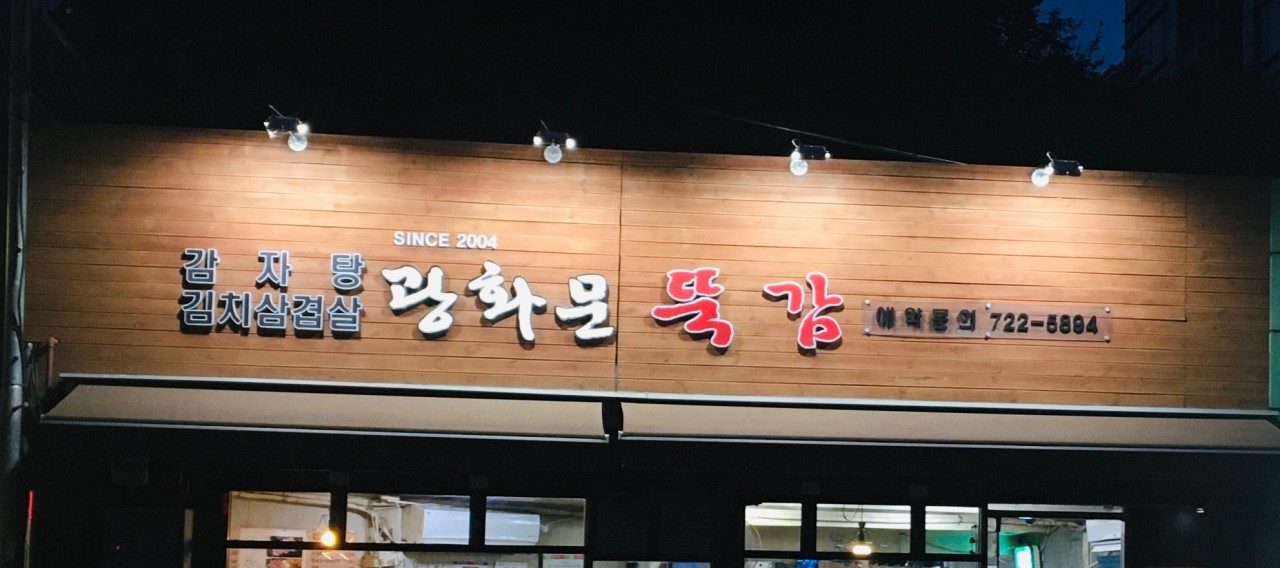 SINCE 2004
감자탕
김치삼겹살
광화문 뚝감
예약문의 722-5894